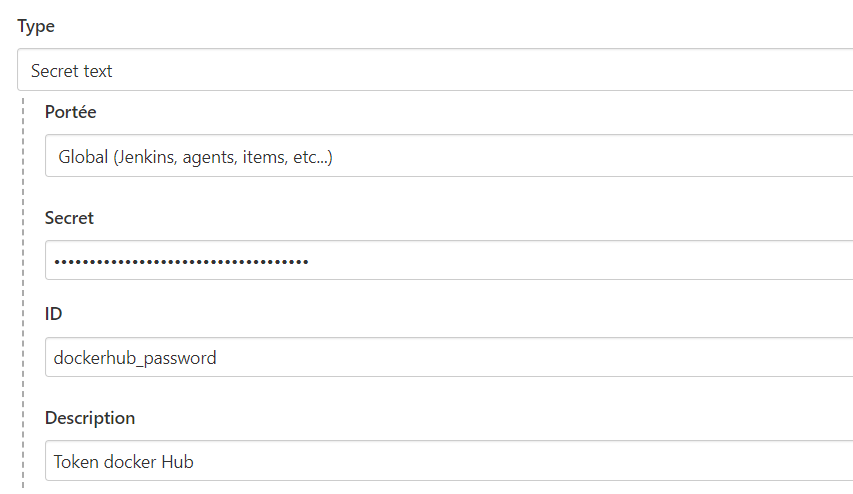 Type
Secret text
Portée
Global (Jenkins, agents, items, etc...)
Secret
••••••••••••••••••••••••••••••••••••
ID
dockerhub_password
Description
Token docker Hub